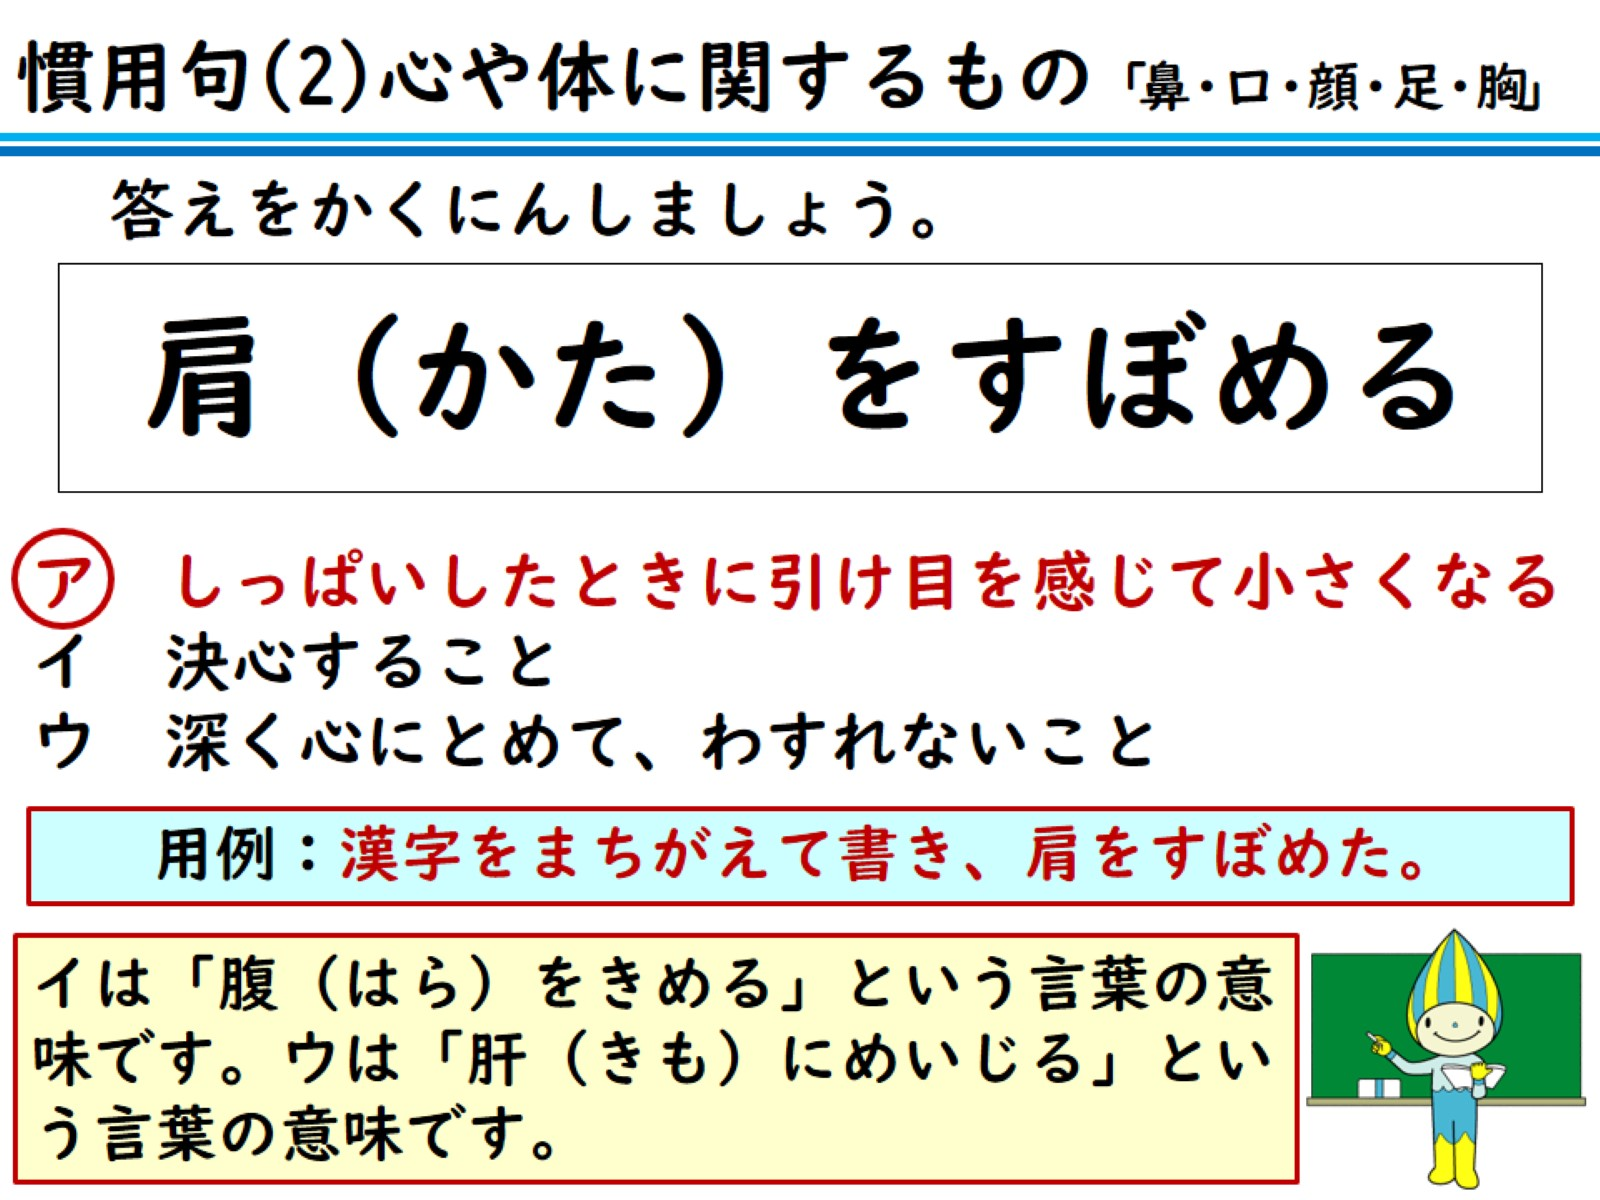 慣用句(2)心や体に関するもの「鼻・口・顔・足・胸」
答えをかくにんしましょう。
肩（かた）をすぼめる
ア　しっぱいしたときに引け目を感じて小さくなる
イ　決心すること
ウ　深く心にとめて、わすれないこと
用例：漢字をまちがえて書き、肩をすぼめた。
イは「腹（はら）をきめる」という言葉の意
味です。ウは「肝（きも）にめいじる」とい
う言葉の意味です。